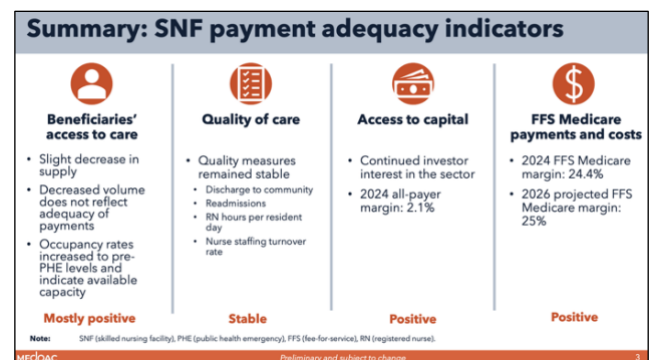 Summary: SNF payment adequacy indicators
Beneficiaries'
access to care
• Slight decrease in
supply
• Decreased volume
does not reflect
adequacy of
payments
• Occupancy rates
increased to pre-
PHE levels and
indicate available
capacity
Mostly positive
Quality of care
• Quality measures
remained stable
• Discharge to community
• Readmissions
• RN hours per resident
day
• Nurse staffing turnover
rate
Stable
Access to capital
• Continued investor
interest in the sector
• 2024 all-payer
margin: 2.1%
Positive
$
FFS Medicare
payments and costs
• 2024 FFS Medicare
margin: 24.4%
• 2026 projected FFS
Medicare margin:
25%
Positive
Note: SNF (skilled nursing facility), PHE (public health emergency), FFS (fee-for-service), RN (registered nurse).
MEDPAC Preliminary and subject to change 3